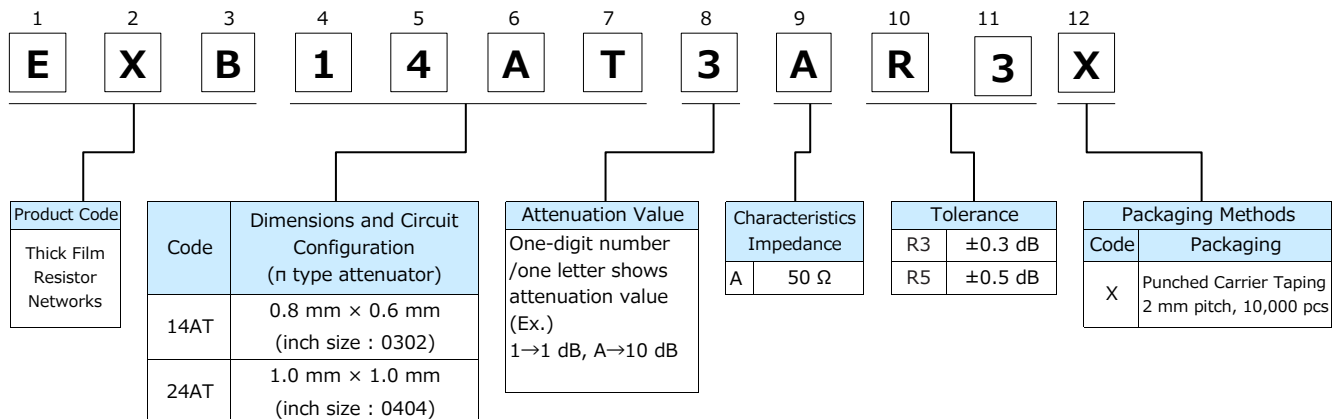 1 2 3 4 5 6 7 8 9 10 11 12
E X B 1 4 A T 3 A R 3 X
Product Code
Thick Film
Resistor
Networks
Code
Dimensions and Circuit
Configuration
(π type attenuator)
14AT
0.8 mm × 0.6 mm
(inch size : 0302)
24AT
1.0 mm × 1.0 mm
(inch size : 0404)
Attenuation Value
One-digit number
/one letter shows
attenuation value
(Ex.)
1→1 dB, A→10 dB
Characteristics
Impedance
A 50 Ω
Tolerance
R3 ±0.3 dB
R5 ±0.5 dB
Packaging Methods
Code Packaging
X
Punched Carrier Taping
2 mm pitch, 10,000 pcs